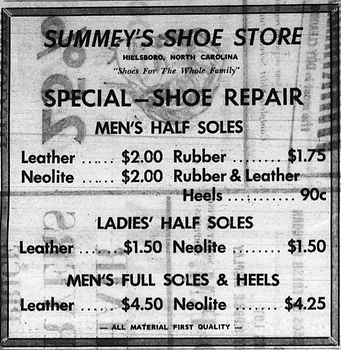 SUMMEY'S SHOE STORE
HIELSBORO, NORTH CAROLINA
"Shoes For The Whole Family"
SPECIAL—SHOE REPAIR
MEN'S HALF SOLES
Leather ...... $2.00 Rubber ........ $1.75
Neolite ...... $2.00 Rubber & Leather
Heels ........... 90c
LADIES' HALF SOLES
Leather ...... $1.50 Neolite ........ $1.50
MEN'S FULL SOLES & HEELS
Leather ...... $4.50 Neolite ........ $4.25
— ALL MATERIAL FIRST QUALITY —